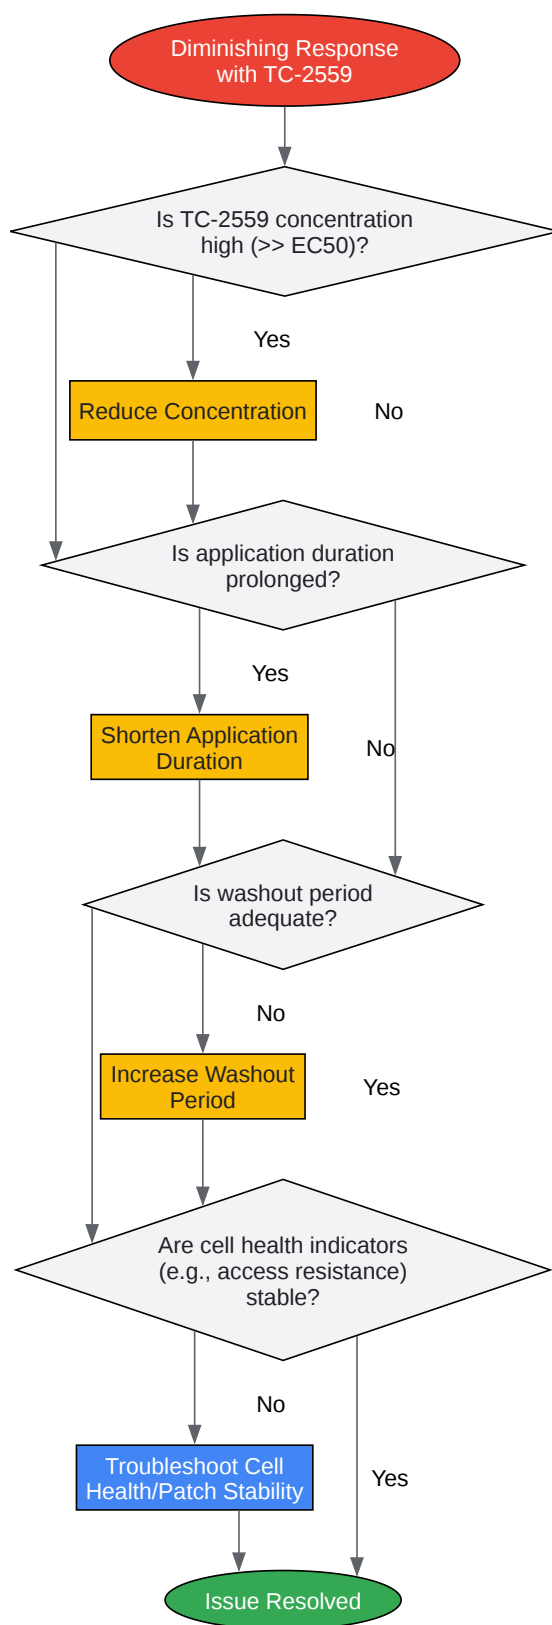 Diminishing Response
with TC-2559
Is TC-2559 concentration
high (>> EC50)?
Yes
Reduce Concentration
No
Is application duration
prolonged?
Yes
Shorten Application
Duration
No
Is washout period
adequate?
No
Increase Washout
Period
Yes
Are cell health indicators
(e.g., access resistance)
stable?
No
Troubleshoot Cell
Health/Patch Stability
Yes
Issue Resolved